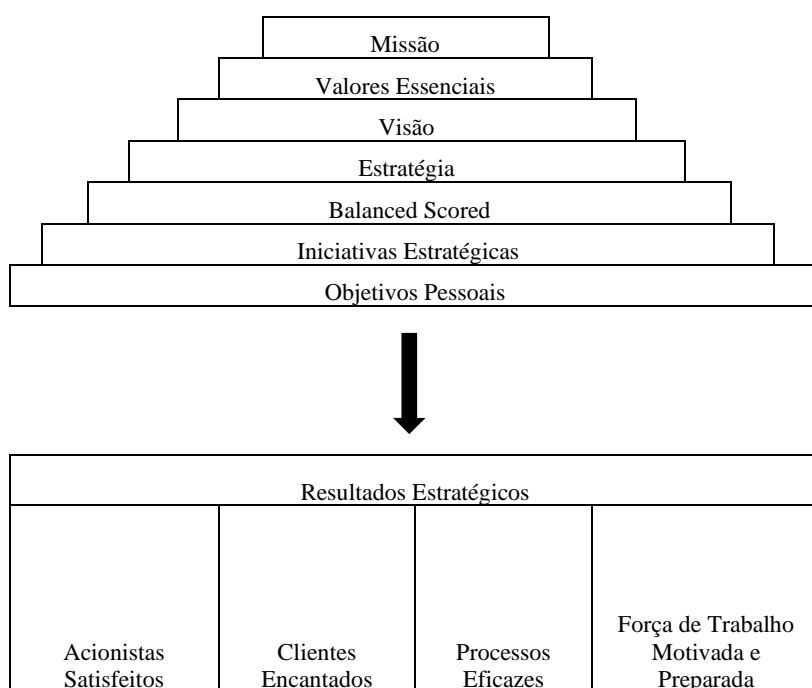 Missão
Valores Essenciais
Visão
Estratégia
Balanced Scored
Iniciativas Estratégicas
Objetivos Pessoais
Resultados Estratégicos
Acionistas
Satisfeitos
Clientes
Encantados
Processos
Eficazes
Força de Trabalho
Motivada e
Preparada